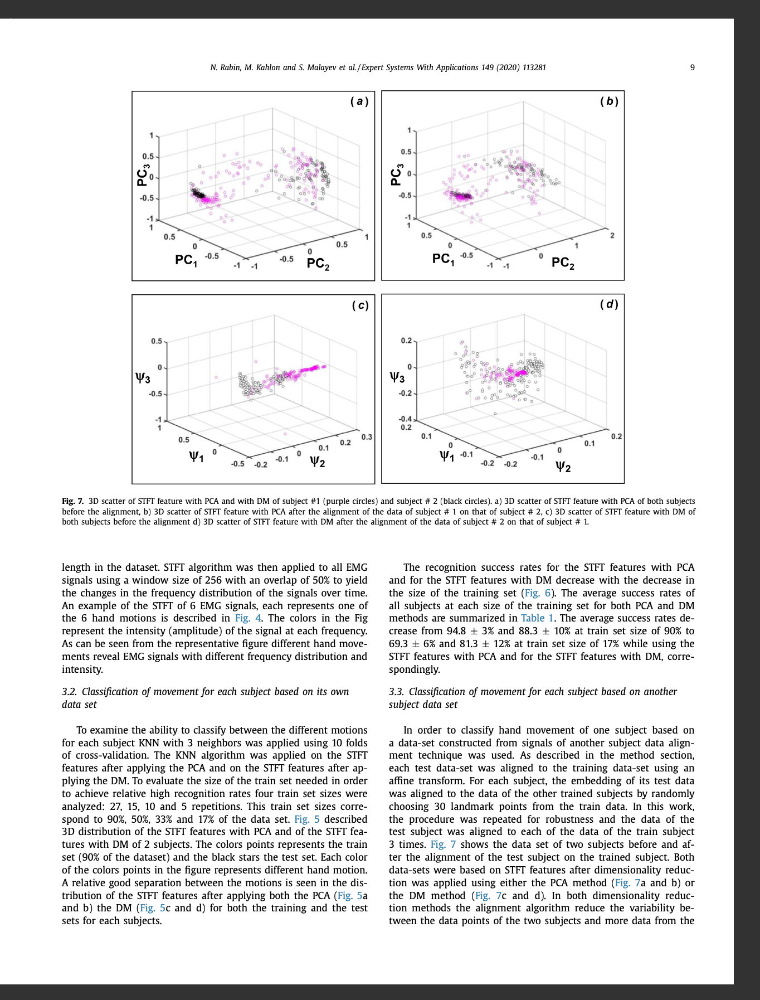 N. Rabin, M. Kahlon and S. Malayev et al. / Expert Systems With Applications 149 (2020) 113281
9
(a)
1
0.5
0
-0.5
-1
PC3
1
0.5
0
-0.5
-1
PC1
-1
-0.5
0
0.5
1
PC2
(b)
1
0.5
0
-0.5
-1
PC3
1
0.5
0
-0.5
-1
PC1
-1
0
1
2
PC2
(c)
0.5
0
-0.5
-1
Ψ3
1
0.5
0
-0.5
Ψ1
-0.2
-0.1
0
0.1
0.2
0.3
Ψ2
(d)
0.2
0
-0.2
-0.4
Ψ3
0.2
0.1
0
-0.1
-0.2
Ψ1
-0.2
-0.1
0
0.1
0.2
Ψ2
Fig. 7. 3D scatter of STFT feature with PCA and with DM of subject #1 (purple circles) and subject # 2 (black circles). a) 3D scatter of STFT feature with PCA of both subjects
before the alignment, b) 3D scatter of STFT feature with PCA after the alignment of the data of subject # 1 on that of subject # 2, c) 3D scatter of STFT feature with DM of
both subjects before the alignment d) 3D scatter of STFT feature with DM after the alignment of the data of subject # 2 on that of subject # 1.
length in the dataset. STFT algorithm was then applied to all EMG
signals using a window size of 256 with an overlap of 50% to yield
the changes in the frequency distribution of the signals over time.
An example of the STFT of 6 EMG signals, each represents one of
the 6 hand motions is described in Fig. 4. The colors in the Fig
represent the intensity (amplitude) of the signal at each frequency.
As can be seen from the representative figure different hand move-
ments reveal EMG signals with different frequency distribution and
intensity.
3.2. Classification of movement for each subject based on its own
data set
To examine the ability to classify between the different motions
for each subject KNN with 3 neighbors was applied using 10 folds
of cross-validation. The KNN algorithm was applied on the STFT
features after applying the PCA and on the STFT features after ap-
plying the DM. To evaluate the size of the train set needed in order
to achieve relative high recognition rates four train set sizes were
analyzed: 27, 15, 10 and 5 repetitions. This train set sizes corre-
spond to 90%, 50%, 33% and 17% of the data set. Fig. 5 described
3D distribution of the STFT features with PCA and of the STFT fea-
tures with DM of 2 subjects. The colors points represents the train
set (90% of the dataset) and the black stars the test set. Each color
of the colors points in the figure represents different hand motion.
A relative good separation between the motions is seen in the dis-
tribution of the STFT features after applying both the PCA (Fig. 5a
and b) the DM (Fig. 5c and d) for both the training and the test
sets for each subjects.
The recognition success rates for the STFT features with PCA
and for the STFT features with DM decrease with the decrease in
the size of the training set (Fig. 6). The average success rates of
all subjects at each size of the training set for both PCA and DM
methods are summarized in Table 1. The average success rates de-
crease from 94.8 ± 3% and 88.3 ± 10% at train set size of 90% to
69.3 ± 6% and 81.3 ± 12% at train set size of 17% while using the
STFT features with PCA and for the STFT features with DM, corre-
spondingly.
3.3. Classification of movement for each subject based on another
subject data set
In order to classify hand movement of one subject based on
a data-set constructed from signals of another subject data align-
ment technique was used. As described in the method section,
each test data-set was aligned to the training data-set using an
affine transform. For each subject, the embedding of its test data
was aligned to the data of the other trained subjects by randomly
choosing 30 landmark points from the train data. In this work,
the procedure was repeated for robustness and the data of the
test subject was aligned to each of the data of the train subject
3 times. Fig. 7 shows the data set of two subjects before and af-
ter the alignment of the test subject on the trained subject. Both
data-sets were based on STFT features after dimensionality reduc-
tion was applied using either the PCA method (Fig. 7a and b) or
the DM method (Fig. 7c and d). In both dimensionality reduc-
tion methods the alignment algorithm reduce the variability be-
tween the data points of the two subjects and more data from the